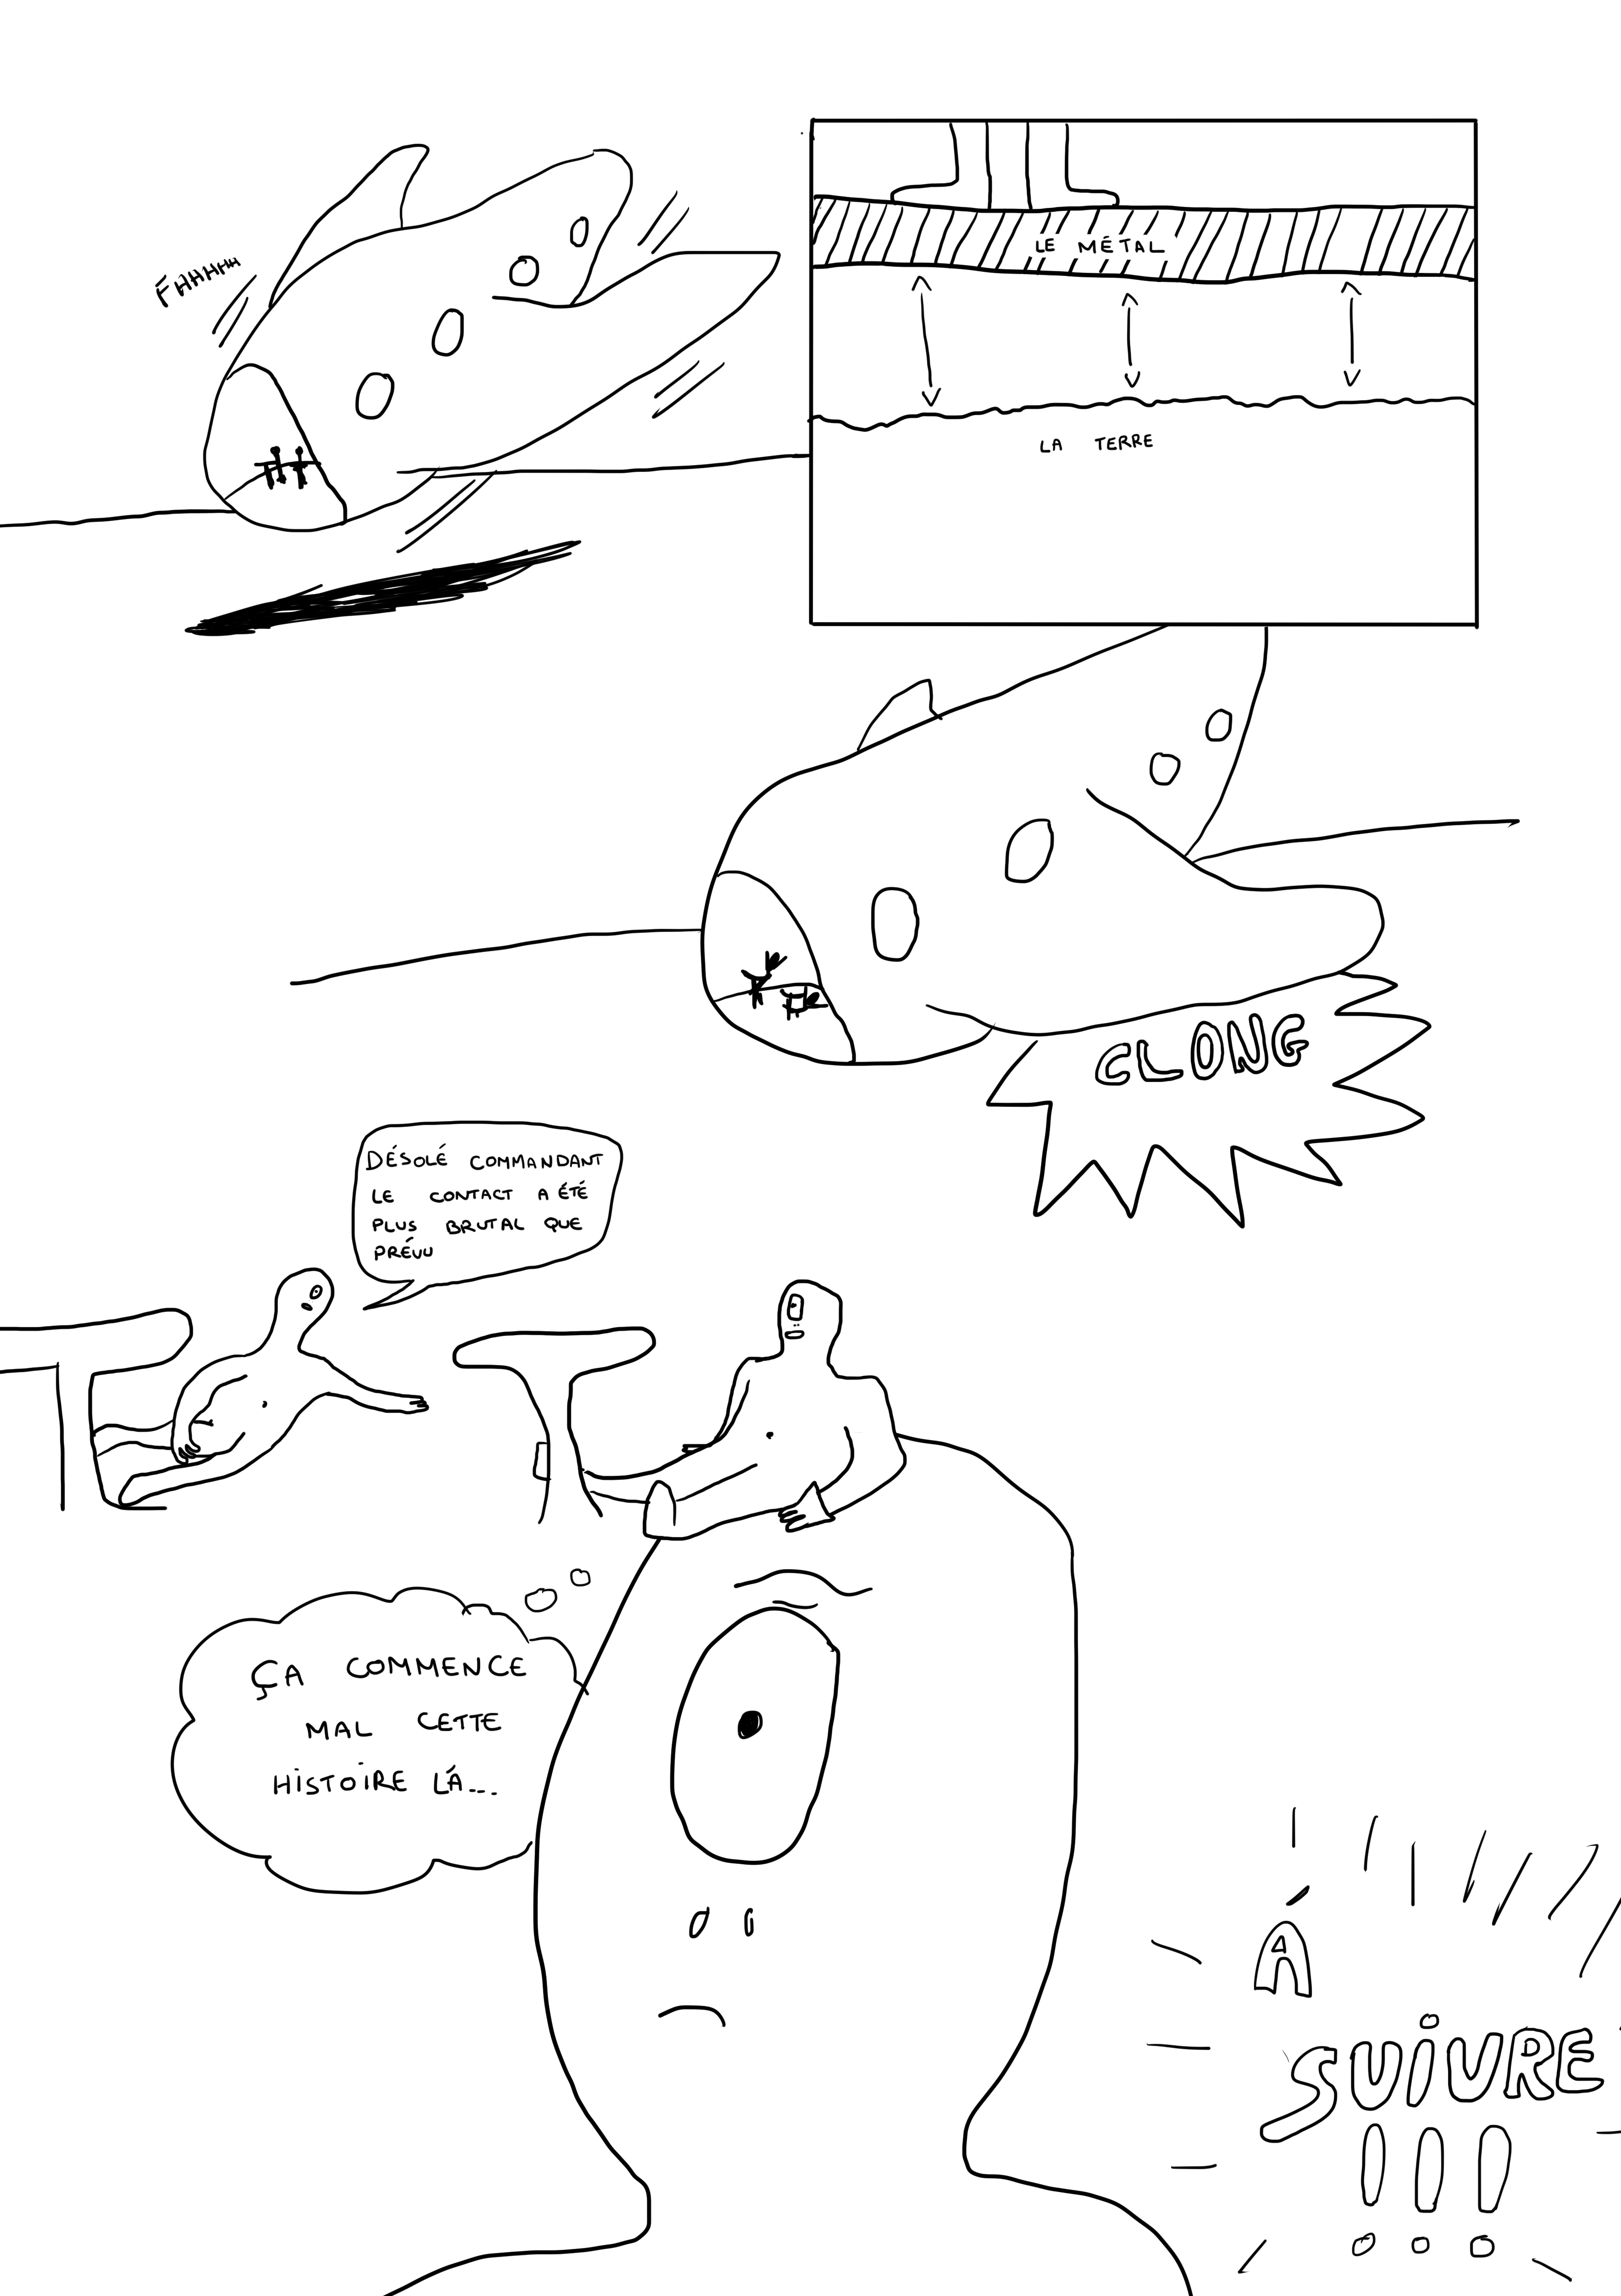 FHHHHH
LE MÉTAL
LA TERRE
CLONG
DÉSOLÉ COMMANDANT
LE CONTACT A ÉTÉ
PLUS BRUTAL QUE
PRÉVU
ÇA COMMENCE
MAL CETTE
HISTOIRE LÁ...
Á
SUIVRE
!!!